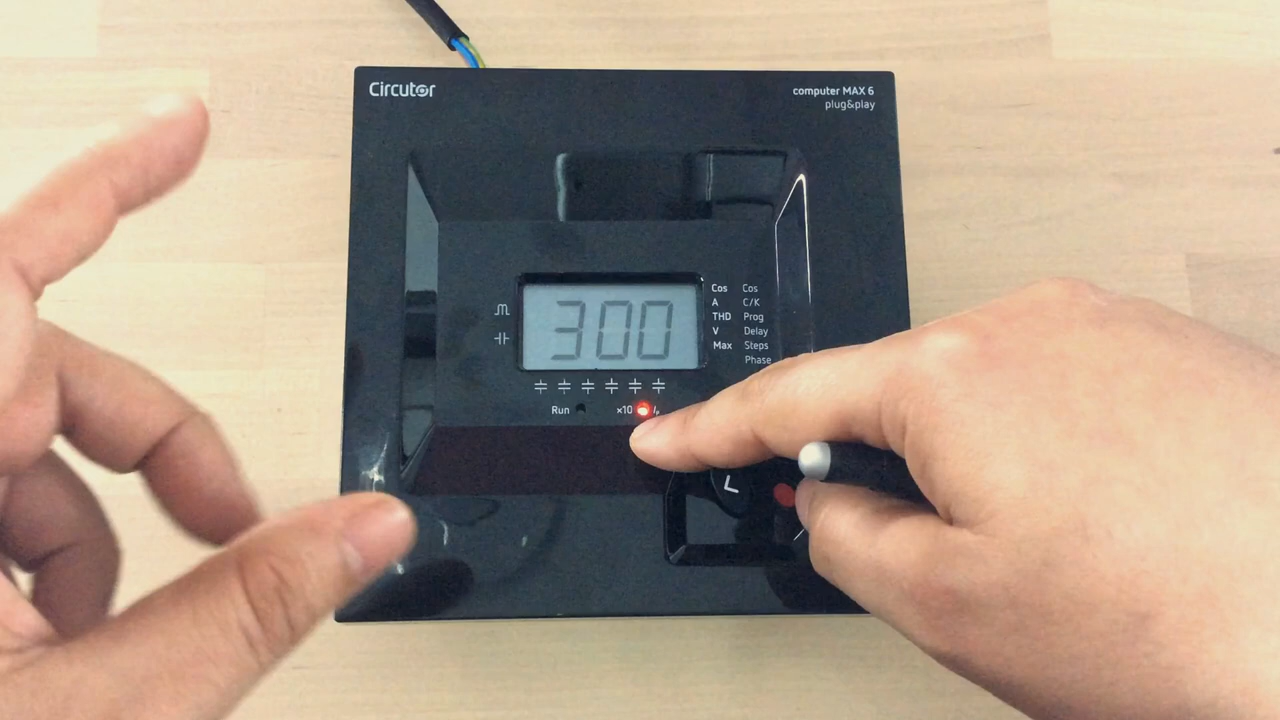 Circutor
computer MAX 6
plug&play
300
Cos Cos
A C/K
THD Prog
V Delay
Max Steps
Phase
Run x10